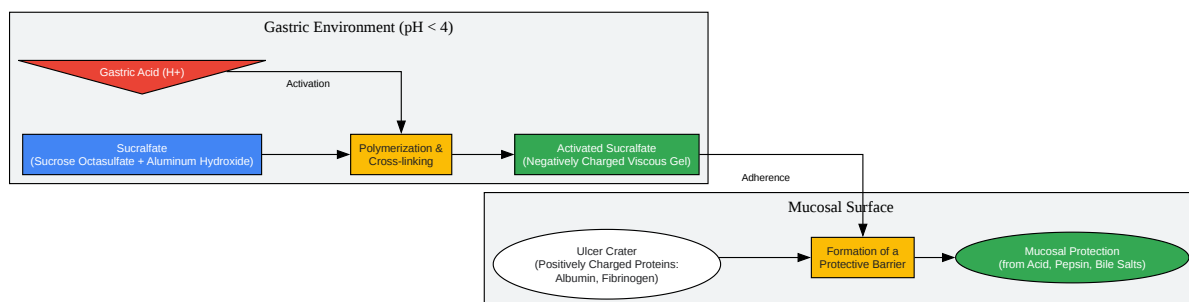 Gastric Environment (pH < 4)
Gastric Acid (H+)
Activation
Sucralfate
(Sucrose Octasulfate + Aluminum Hydroxide)
Polymerization &
Cross-linking
Activated Sucralfate
(Negatively Charged Viscous Gel)
Adherence
Mucosal Surface
Ulcer Crater
(Positively Charged Proteins:
Albumin, Fibrinogen)
Formation of a
Protective Barrier
Mucosal Protection
(from Acid, Pepsin, Bile Salts)